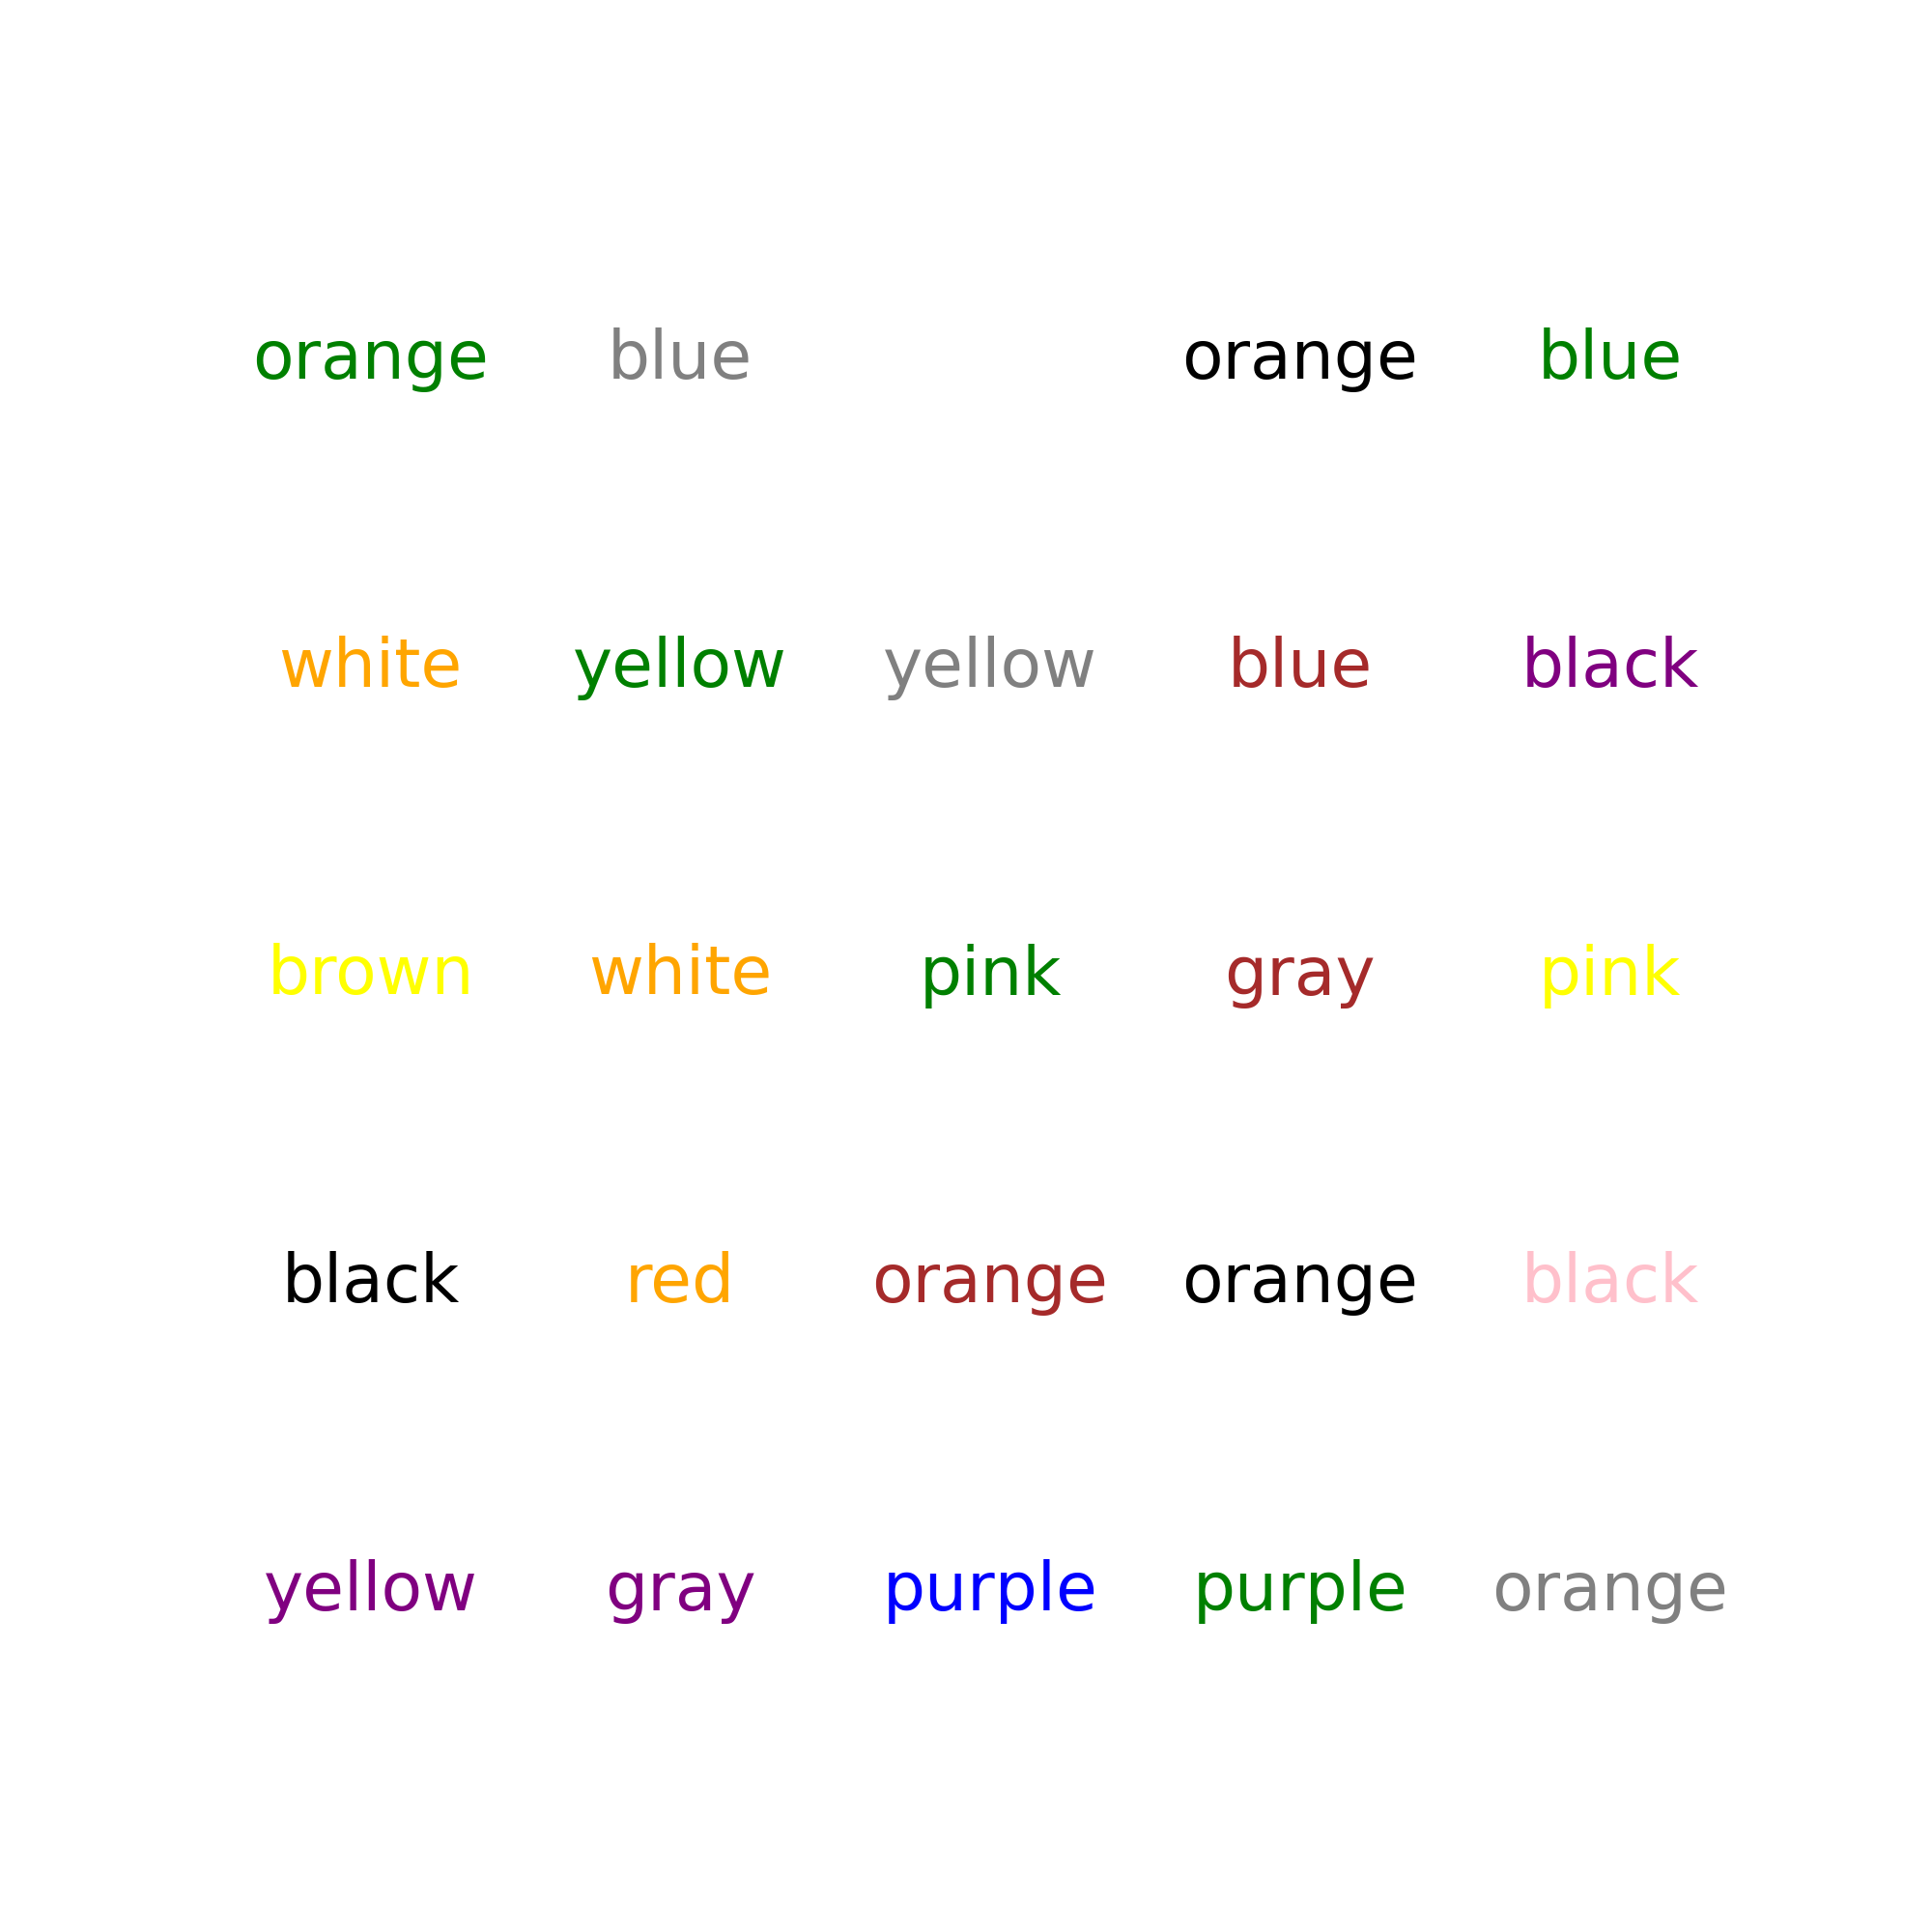 orange blue orange blue
white yellow yellow blue black
brown white pink gray pink
black red orange orange black
yellow gray purple purple orange